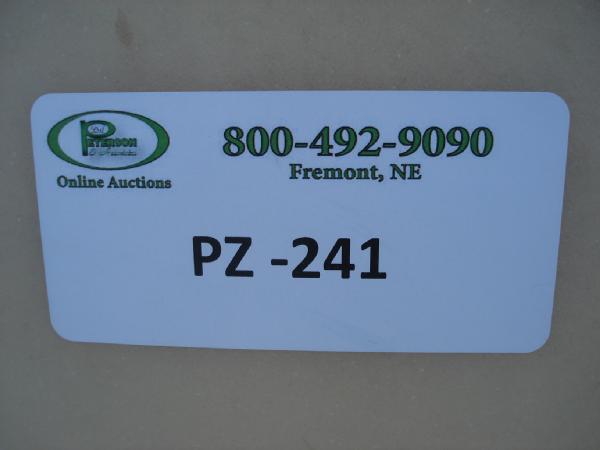 PETERSON
Online Auctions
800-492-9090
Fremont, NE
PZ -241